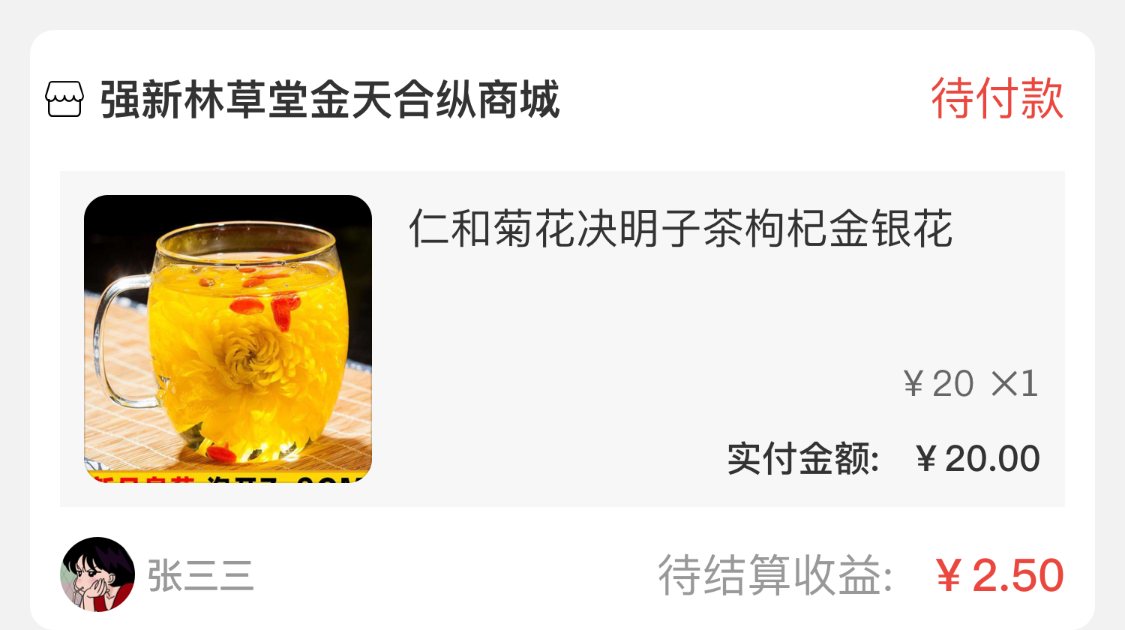 强新林草堂金天合纵商城
待付款
仁和菊花决明子茶枸杞金银花
¥20 ×1
实付金额: ¥20.00
张三三
待结算收益: ¥2.50